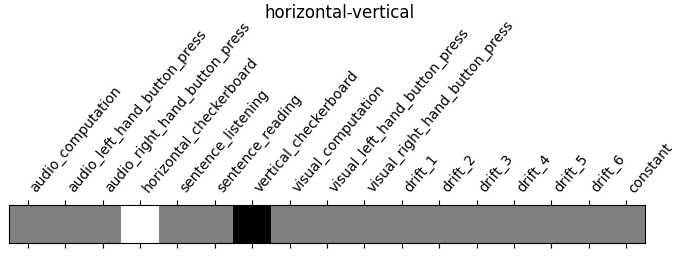 horizontal-vertical
audio_computation
audio_left_hand_button_press
audio_right_hand_button_press
horizontal_checkerboard
sentence_listening
sentence_reading
vertical_checkerboard
visual_computation
visual_left_hand_button_press
visual_right_hand_button_press
drift_1
drift_2
drift_3
drift_4
drift_5
drift_6
constant